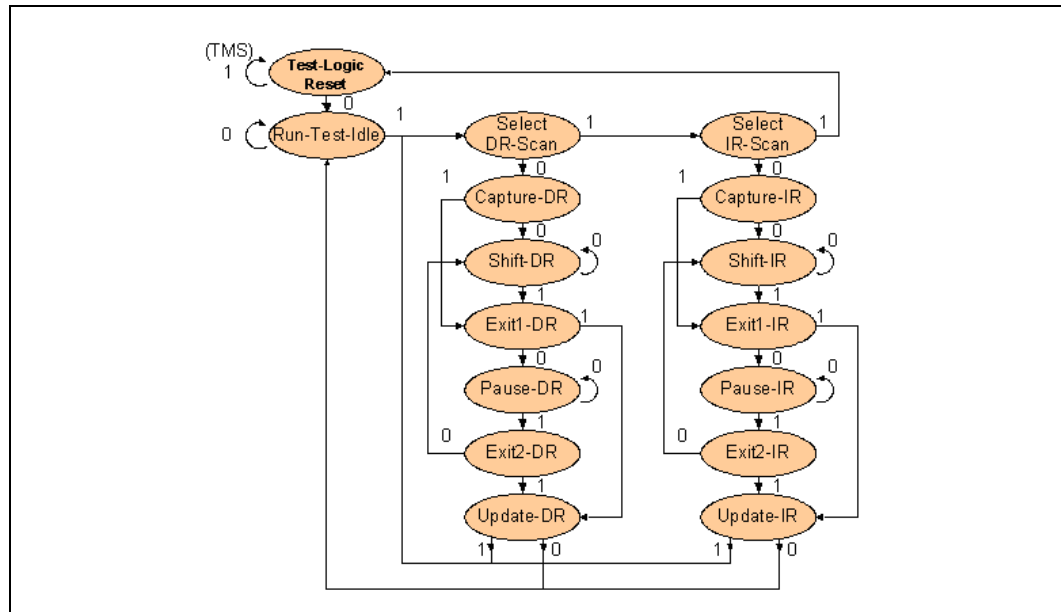 (TMS)
1
Test-Logic
Reset
0
0
Run-Test-Idle
1
Select
DR-Scan
1
Select
IR-Scan
1
0
0
1
Capture-DR
1
Capture-IR
0
0
Shift-DR
0
Shift-IR
0
1
1
Exit1-DR
1
Exit1-IR
1
0
0
Pause-DR
0
Pause-IR
0
1
1
0
Exit2-DR
0
Exit2-IR
1
1
Update-DR
Update-IR
1
0
1
0